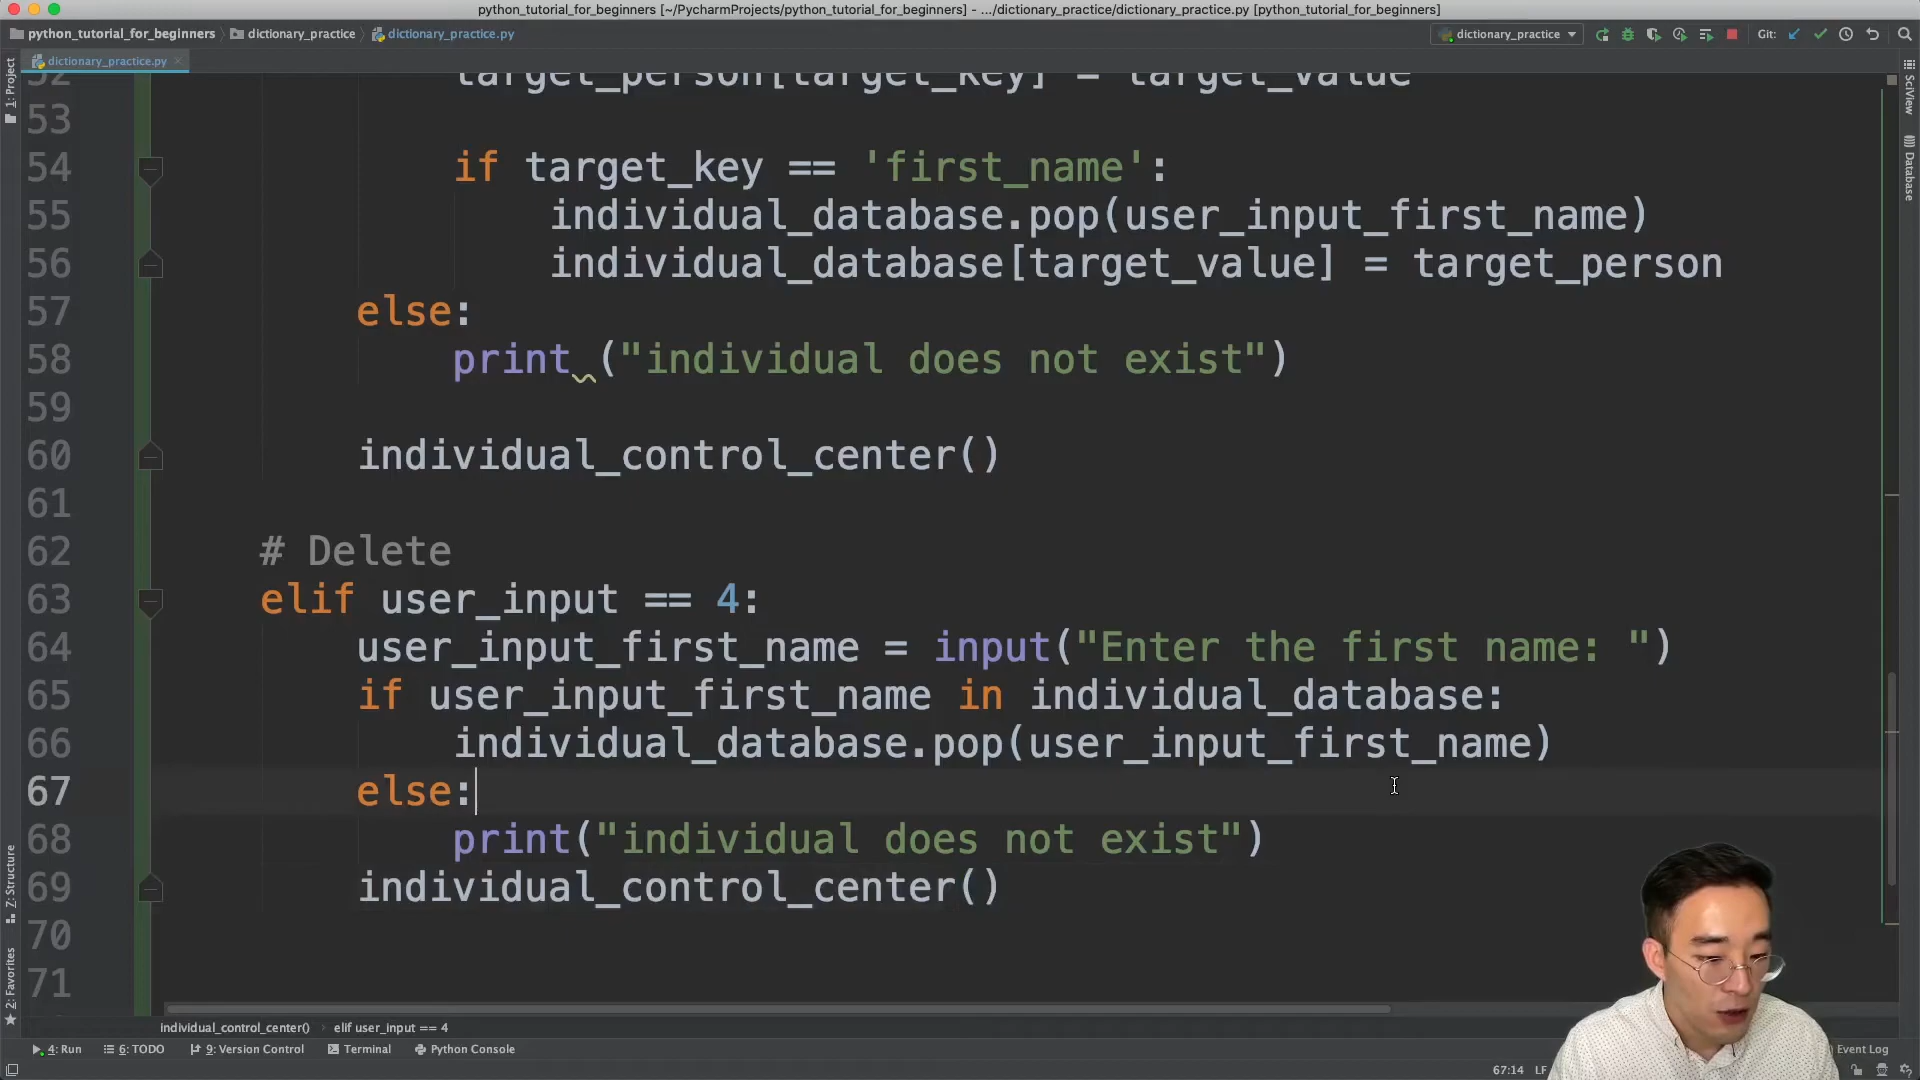 python_tutorial_for_beginners [~/PycharmProjects/python_tutorial_for_beginners] - .../dictionary_practice/dictionary_practice.py [python_tutorial_for_beginners]
python_tutorial_for_beginners dictionary_practice dictionary_practice.py dictionary_practice Git:
dictionary_practice.py
1: Project
SciView
Database
52 target_person[target_key] = target_value
53
54 if target_key == 'first_name':
55 individual_database.pop(user_input_first_name)
56 individual_database[target_value] = target_person
57 else:
58 print ("individual does not exist")
59
60 individual_control_center()
61
62 # Delete
63 elif user_input == 4:
64 user_input_first_name = input("Enter the first name: ")
65 if user_input_first_name in individual_database:
66 individual_database.pop(user_input_first_name)
67 else:
68 print("individual does not exist")
69 individual_control_center()
70
71
Z: Structure
2: Favorites
individual_control_center() elif user_input == 4
4: Run 6: TODO 9: Version Control Terminal Python Console Event Log
67:14 LF